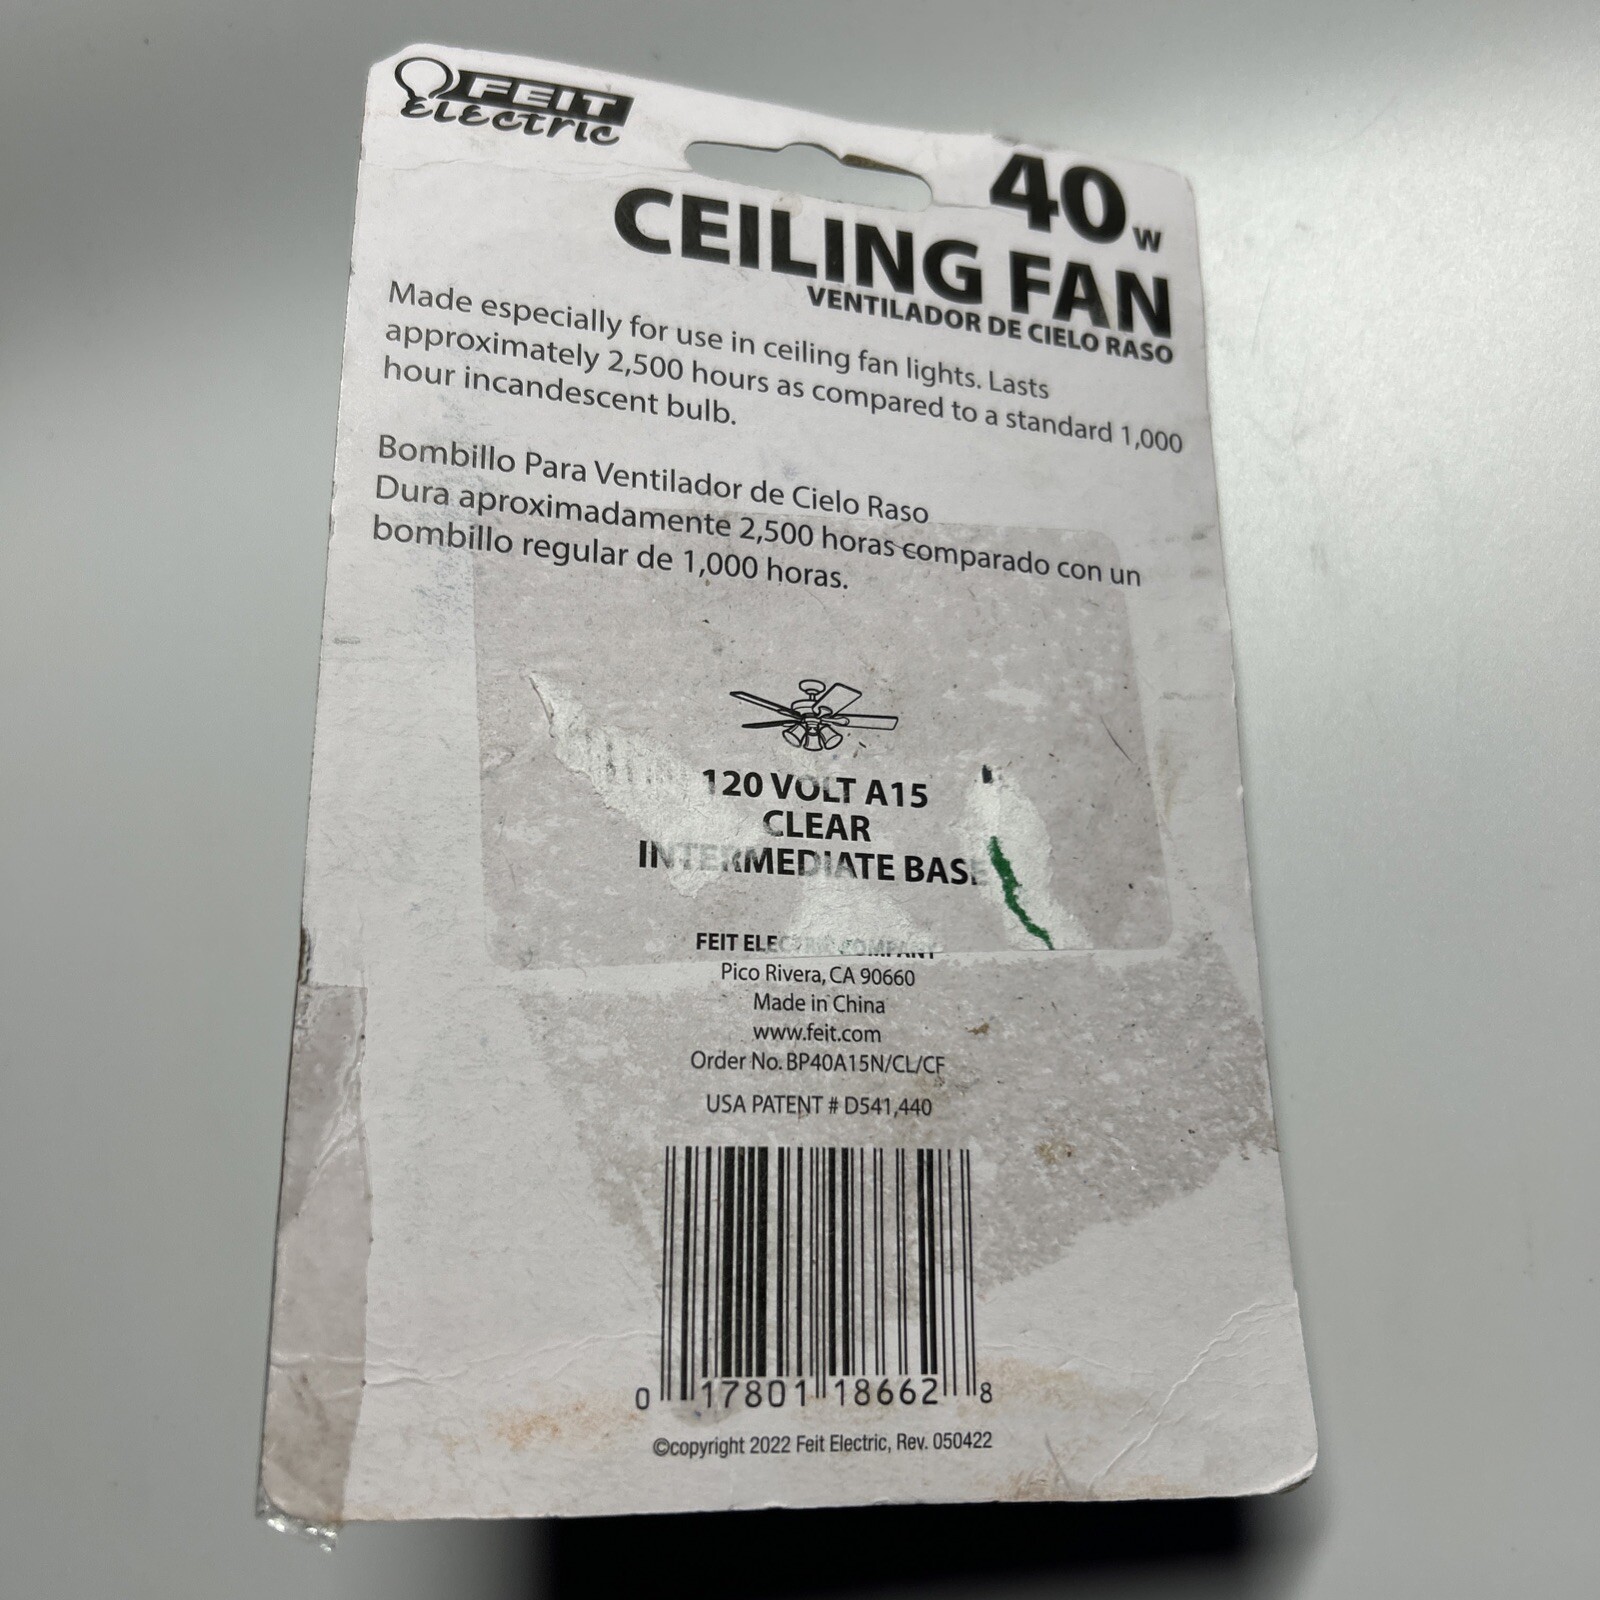 FEIT
ELECTRIC
40w
CEILING FAN
VENTILADOR DE CIELO RASO
Made especially for use in ceiling fan lights. Lasts
approximately 2,500 hours as compared to a standard 1,000
hour incandescent bulb.
Bombillo Para Ventilador de Cielo Raso
Dura aproximadamente 2,500 horas comparado con un
bombillo regular de 1,000 horas.
120 VOLT A15
CLEAR
INTERMEDIATE BASE
FEIT ELECTRIC COMPANY
Pico Rivera, CA 90660
Made in China
www.feit.com
Order No. BP40A15N/CL/CF
USA PATENT # D541,440
0 17801 18662 8
©copyright 2022 Feit Electric, Rev. 050422